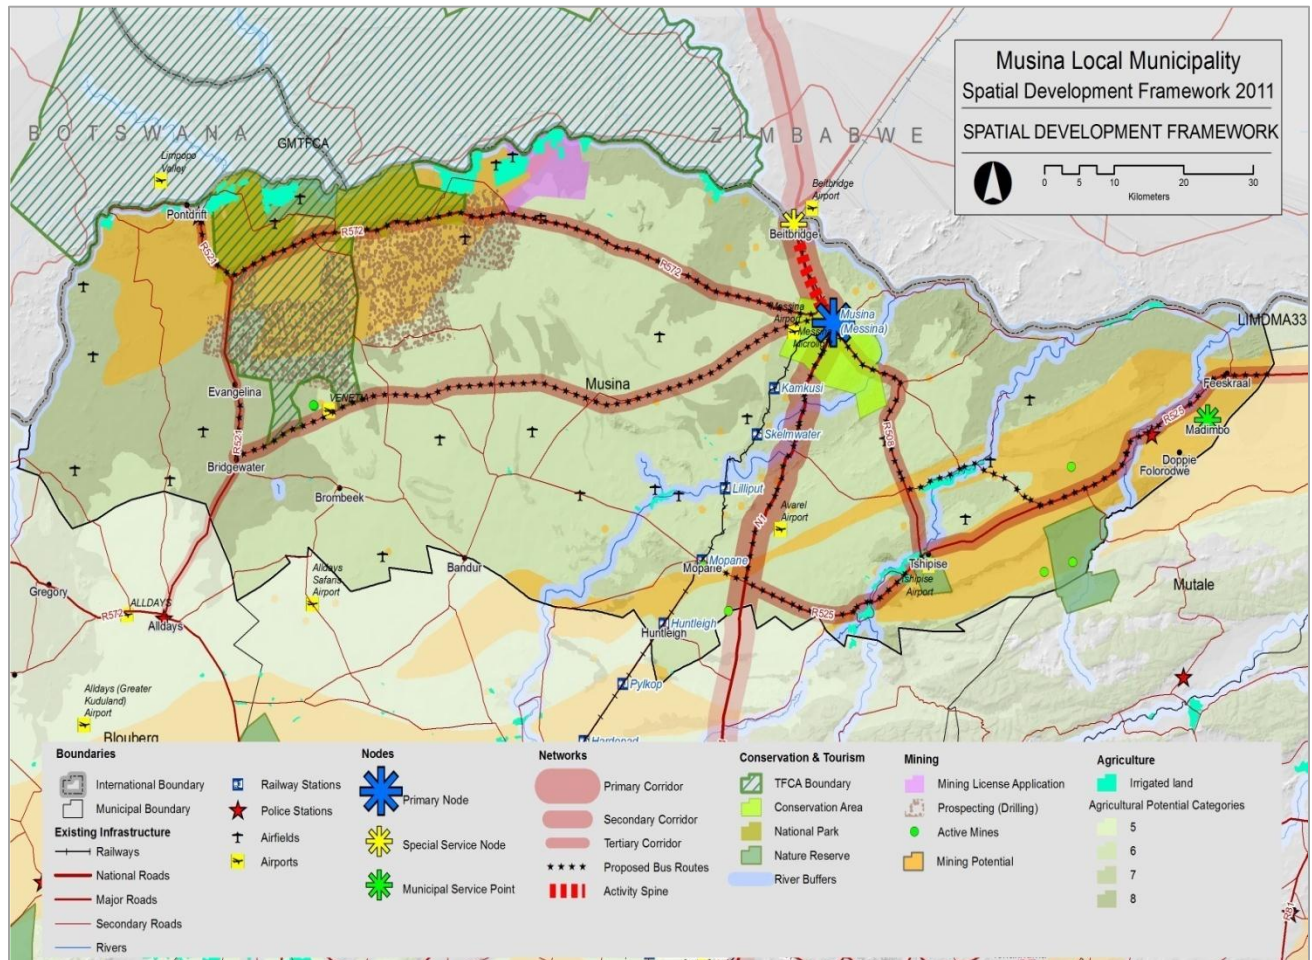 Musina Local Municipality
Spatial Development Framework 2011
SPATIAL DEVELOPMENT FRAMEWORK
0 5 10 20 30
Kilometers
BOTSWANA
ZIMBABWE
GMTFCA
Limpopo
Valley
Pontdrift
R521
R572
Beitbridge
Airport
Beitbridge
R572
Musina
(Messina)
Airport
LIMDMA33
Evangelina
VENETIA
Musina
Kamkusi
Feeskraal
R525
Madimbo
R521
Bridgewater
Skelmwater
R508
Doppie
Folorodwe
Brombeek
Lilliput
Avarel
Airport
N1
Bandur
Mopane
Mopane
Tshipise
Tshipise
Airport
Mutale
Gregory
ALLDAYS
R572
Alldays
Alldays
Safaris
Airport
R525
Huntleigh
Huntleigh
Pylkop
Alldays (Greater
Kuduland)
Airport
Blouberg
Boundaries
International Boundary
Municipal Boundary
Existing Infrastructure
Railways
National Roads
Major Roads
Secondary Roads
Rivers
Railway Stations
Police Stations
Airfields
Airports
Nodes
Primary Node
Special Service Node
Municipal Service Point
Networks
Primary Corridor
Secondary Corridor
Tertiary Corridor
Proposed Bus Routes
Activity Spine
Conservation & Tourism
TFCA Boundary
Conservation Area
National Park
Nature Reserve
River Buffers
Mining
Mining License Application
Prospecting (Drilling)
Active Mines
Mining Potential
Agriculture
Irrigated land
Agricultural Potential Categories
5
6
7
8
R81